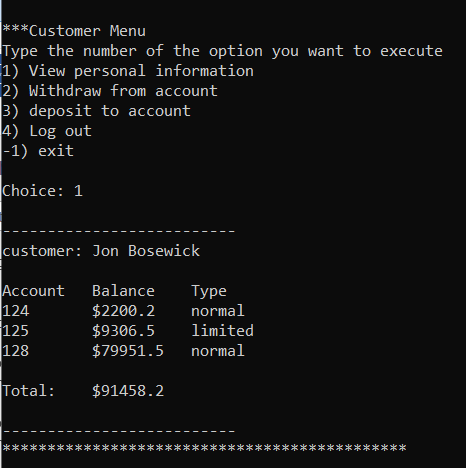 ***Customer Menu
Type the number of the option you want to execute
1) View personal information
2) Withdraw from account
3) deposit to account
4) Log out
-1) exit
Choice: 1
--------------------------
customer: Jon Bosewick
Account   Balance    Type
124       $2200.2    normal
125       $9306.5    limited
128       $79951.5   normal
Total:    $91458.2
--------------------------
*********************************************